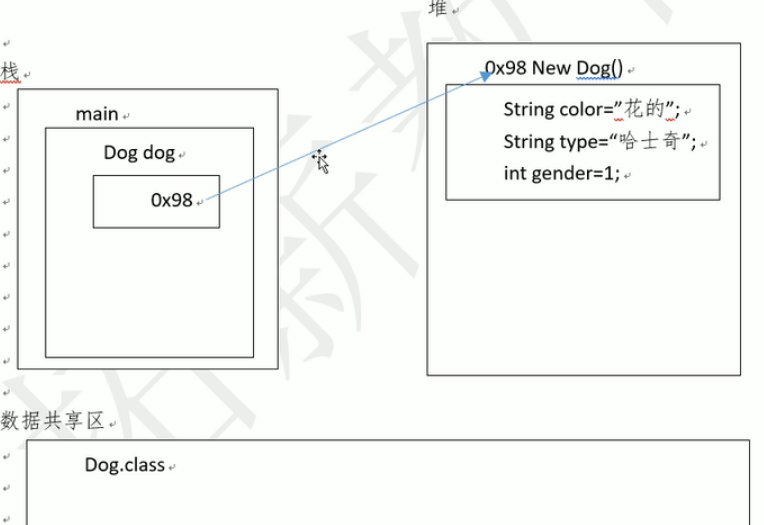 堆
栈
0x98 New Dog()
main
String color=”花的”;
Dog dog
String type=“哈士奇”;
int gender=1;
0x98
数据共享区
Dog.class